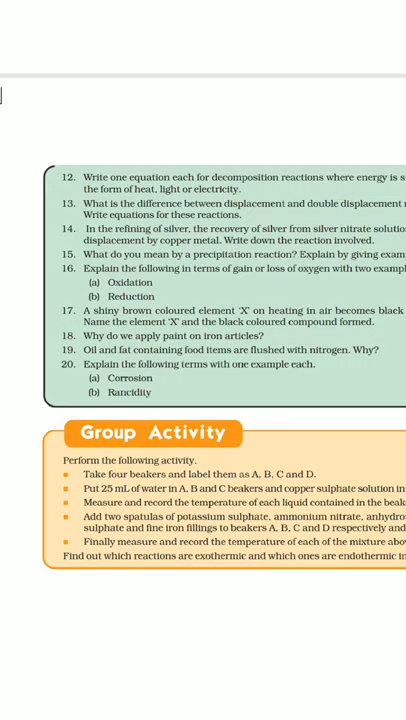 12. Write one equation each for decomposition reactions where energy is
the form of heat, light or electricity.
13. What is the difference between displacement and double displacement
Write equations for these reactions.
14. In the refining of silver, the recovery of silver from silver nitrate
displacement by copper metal. Write down the reaction involved.
15. What do you mean by a precipitation reaction? Explain by giving
16. Explain the following in terms of gain or loss of oxygen with two
(a) Oxidation
(b) Reduction
17. A shiny brown coloured element ‘X’ on heating in air becomes black
Name the element ‘X’ and the black coloured compound formed.
18. Why do we apply paint on iron articles?
19. Oil and fat containing food items are flushed with nitrogen. Why?
20. Explain the following terms with one example each.
(a) Corrosion
(b) Rancidity
Group Activity
Perform the following activity.
Take four beakers and label them as A, B, C and D.
Put 25 mL of water in A, B and C beakers and copper sulphate solution in
Measure and record the temperature of each liquid contained in the
Add two spatulas of potassium sulphate, ammonium nitrate,
sulphate and fine iron fillings to beakers A, B, C and D respectively and
Finally measure and record the temperature of each of the mixture
Find out which reactions are exothermic and which ones are endothermic